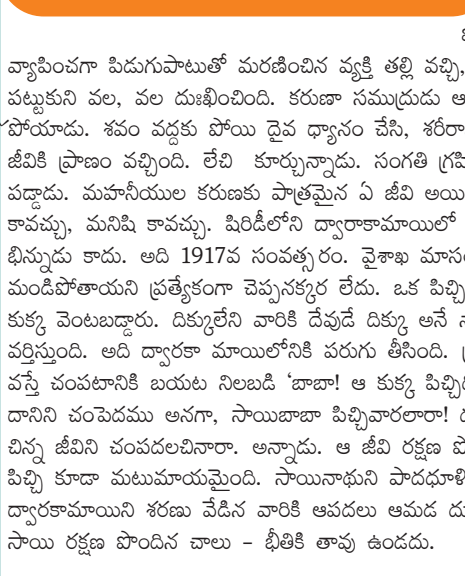 వ్యాపించగా పిడుగుపాటుతో మరణించిన వ్యక్తి తల్లి వచ్చి,
పట్టుకుని వల, వల దుఃఖించింది. కరుణా సముద్రుడు ఆ
పోయాడు. శవం వద్దకు పోయి దైవ ధ్యానం చేసి, శరీరా
జీవికి ప్రాణం వచ్చింది. లేచి కూర్చున్నాడు. సంగతి గ్రహి
పడ్డాడు. మహనీయుల కరుణకు పాత్రమైన ఏ జీవి అయి
కావచ్చు, మనిషి కావచ్చు. షిరిడీలోని ద్వారాకామాయిలో
భిన్నుడు కాదు. అది 1917వ సంవత్సరం. వైశాఖ మాసం
మండిపోతాయని ప్రత్యేకంగా చెప్పనక్కర లేదు. ఒక పిచ్చి
కుక్క వెంటబడ్డారు. దిక్కులేని వారికి దేవుడే దిక్కు అనే
వర్తిస్తుంది. అది ద్వారకా మాయిలోనికి పరుగు తీసింది.
వస్తే చంపటానికి బయట నిలబడి ‘బాబా! ఆ కుక్క పిచ్చిది
దానిని చంపెదము అనగా, సాయిబాబా పిచ్చివారలారా!
చిన్న జీవిని చంపదలచినారా. అన్నాడు. ఆ జీవి రక్షణ పొ
పిచ్చి కూడా మటుమాయమైంది. సాయినాథుని పాదధూళి
ద్వారకామాయిని శరణు వేడిన వారికి ఆపదలు ఆమడ దు
సాయి రక్షణ పొందిన చాలు – భీతికి తావు ఉండదు.